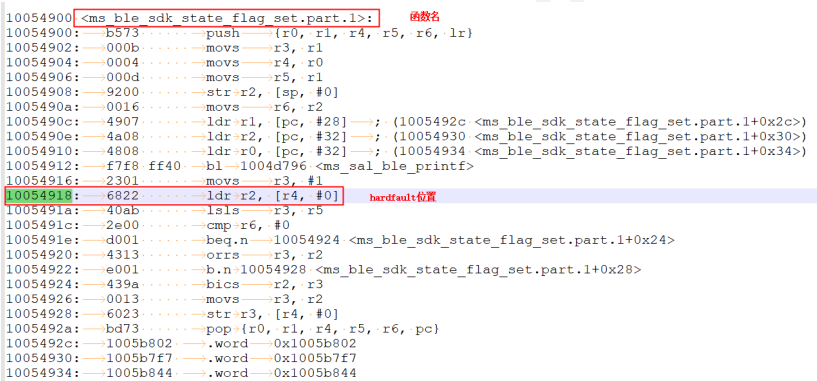 10054900 <ms_ble_sdk_state_flag_set.part.1>: 函数名
10054900: b573 push {r0, r1, r4, r5, r6, lr}
10054902: 000b movs r3, r1
10054904: 0004 movs r4, r0
10054906: 000d movs r5, r1
10054908: 9200 str r2, [sp, #0]
1005490a: 0016 movs r6, r2
1005490c: 4907 ldr r1, [pc, #28] ; (1005492c <ms_ble_sdk_state_flag_set.part.1+0x2c>)
1005490e: 4a08 ldr r2, [pc, #32] ; (10054930 <ms_ble_sdk_state_flag_set.part.1+0x30>)
10054910: 4808 ldr r0, [pc, #32] ; (10054934 <ms_ble_sdk_state_flag_set.part.1+0x34>)
10054912: f7f8 ff40 bl 1004d796 <ms_sal_ble_printf>
10054916: 2301 movs r3, #1
10054918: 6822 ldr r2, [r4, #0] hardfault位置
1005491a: 40ab lsls r3, r5
1005491c: 2e00 cmp r6, #0
1005491e: d001 beq.n 10054924 <ms_ble_sdk_state_flag_set.part.1+0x24>
10054920: 4313 orrs r3, r2
10054922: e001 b.n 10054928 <ms_ble_sdk_state_flag_set.part.1+0x28>
10054924: 439a bics r2, r3
10054926: 0013 movs r3, r2
10054928: 6023 str r3, [r4, #0]
1005492a: bd73 pop {r0, r1, r4, r5, r6, pc}
1005492c: 1005b802 .word 0x1005b802
10054930: 1005b7f7 .word 0x1005b7f7
10054934: 1005b844 .word 0x1005b844